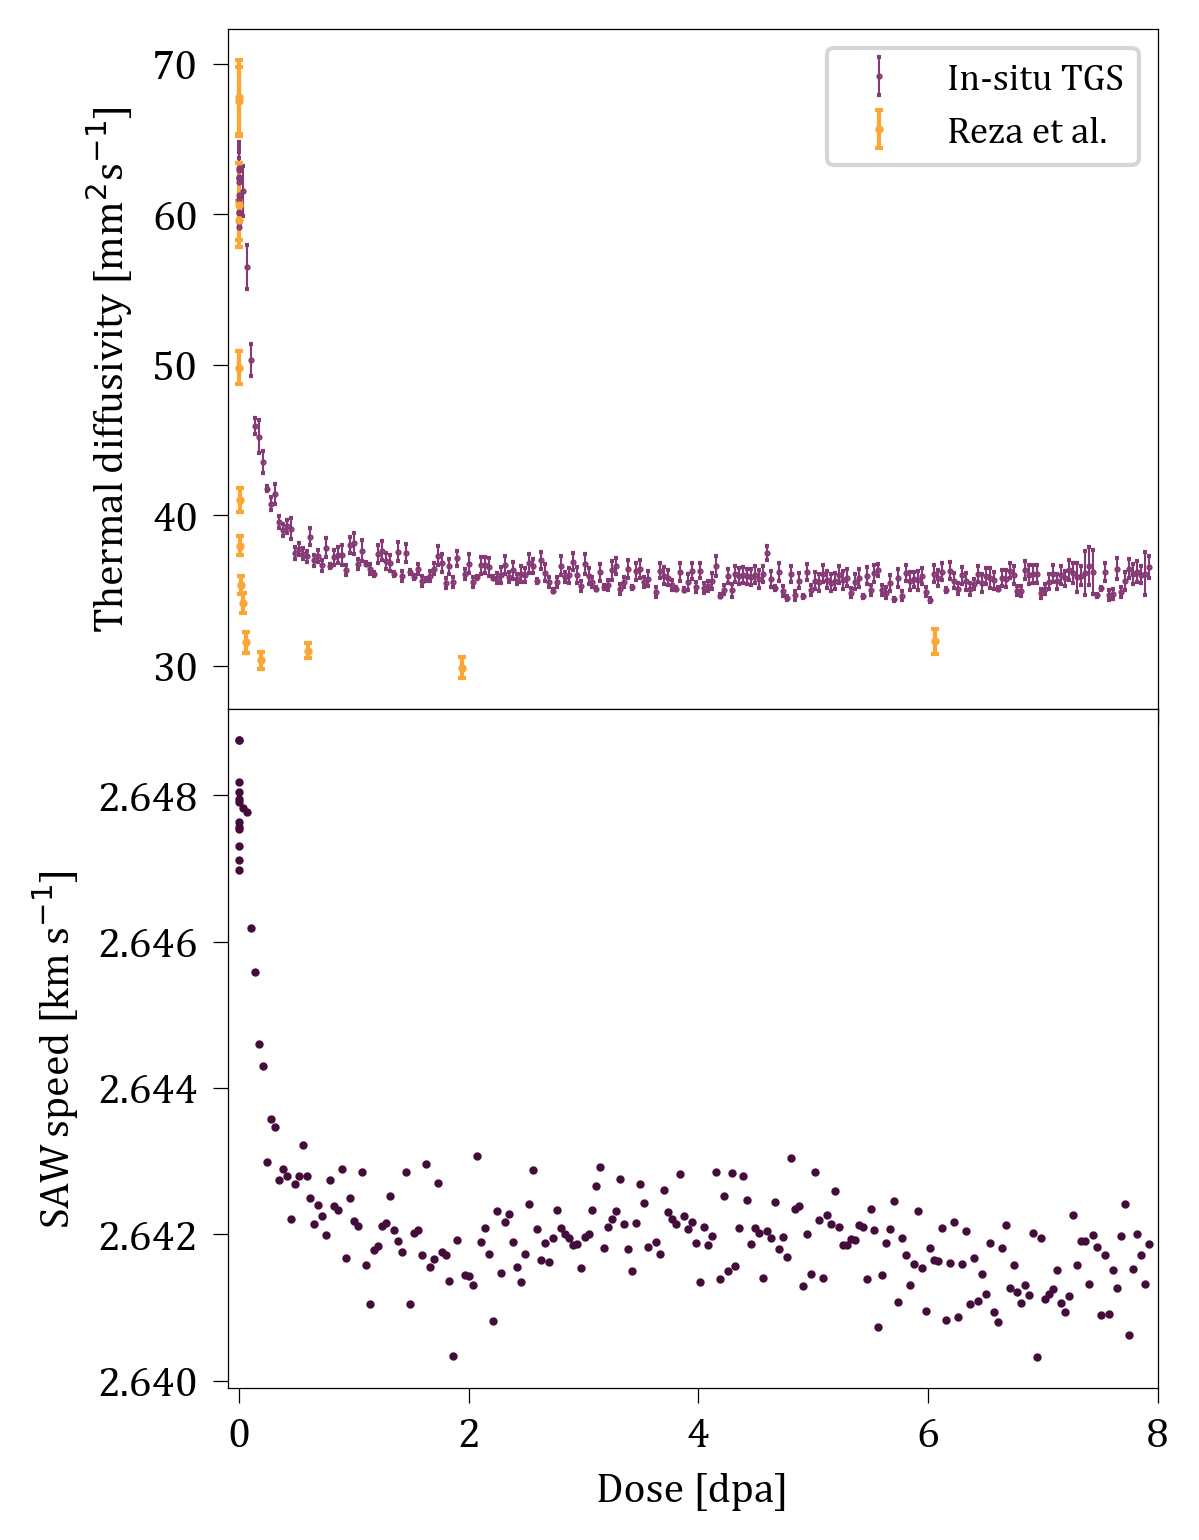 70
60
50
40
30
Thermal diffusivity [mm² s⁻¹]
In-situ TGS
Reza et al.
2.648
2.646
2.644
2.642
2.640
SAW speed [km s⁻¹]
0 2 4 6 8
Dose [dpa]